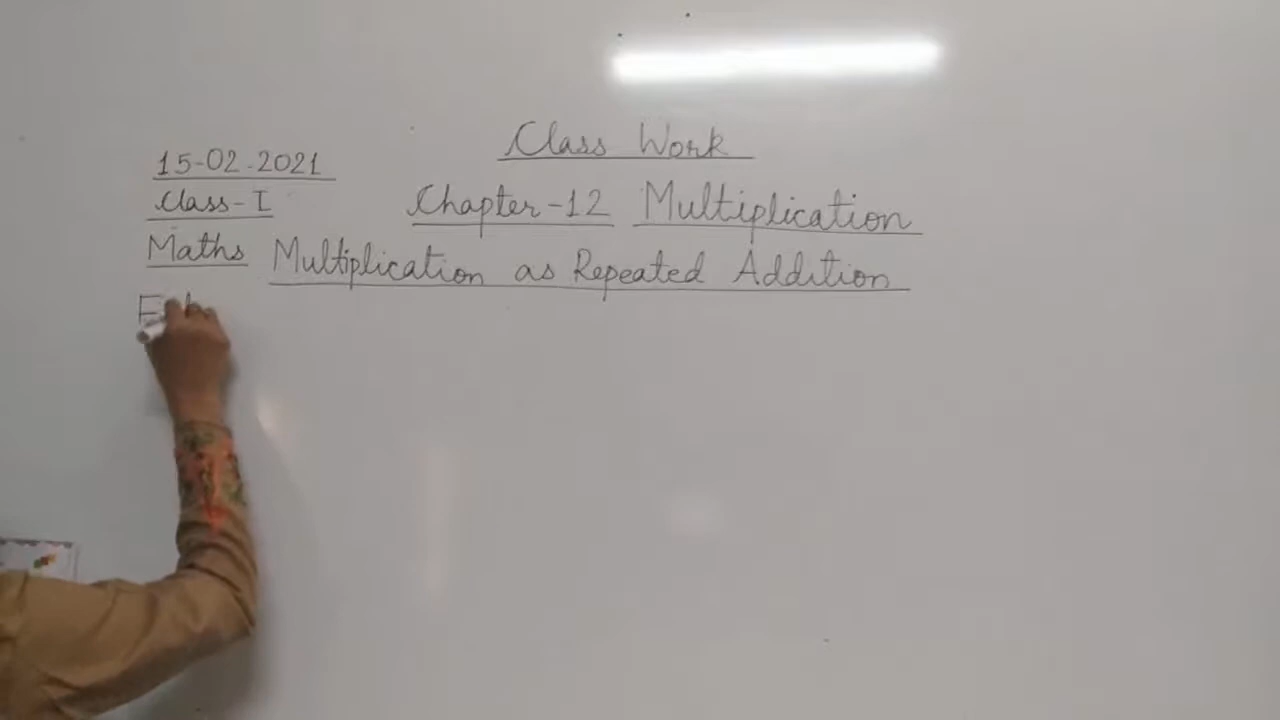 Class Work
15-02-2021
Class-I
Chapter-12 Multiplication
Maths
Multiplication as Repeated Addition